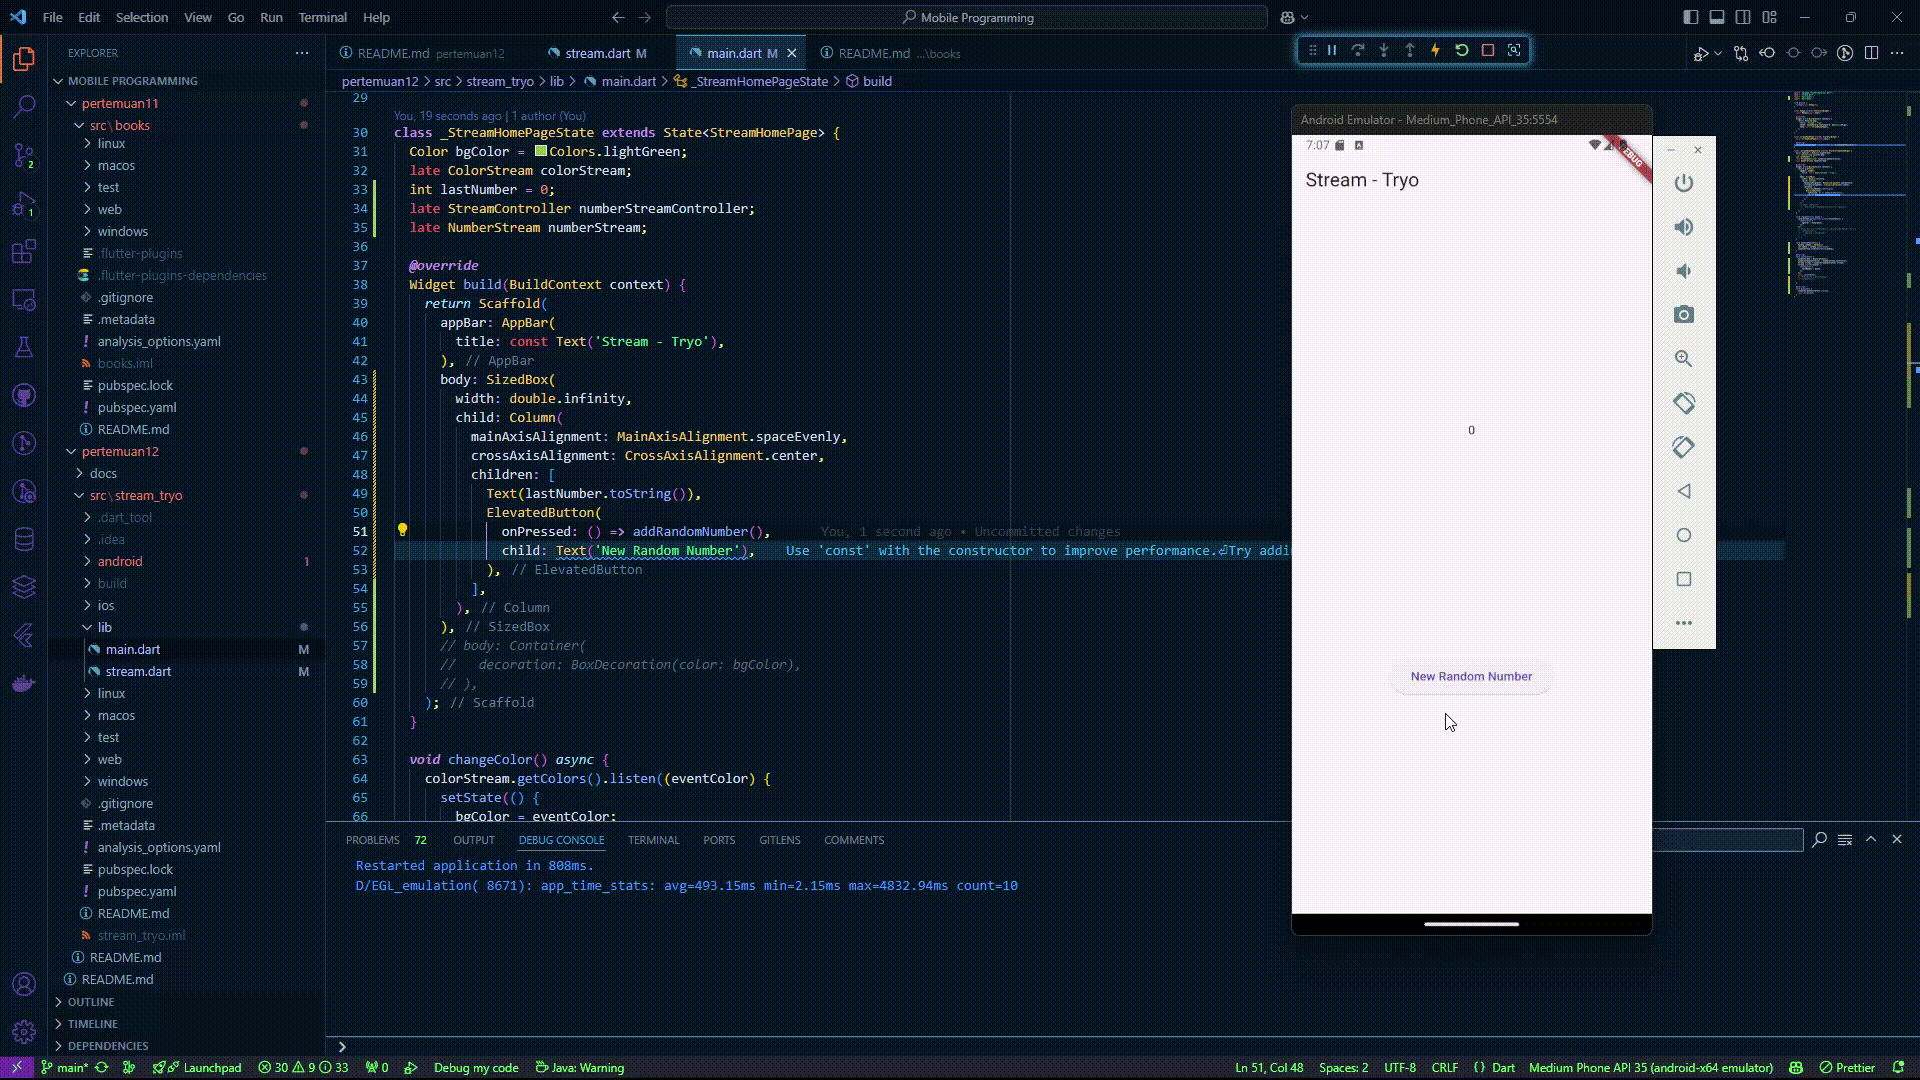 File Edit Selection View Go Run Terminal Help
Mobile Programming
EXPLORER
MOBILE PROGRAMMING
pertemuan11
src\books
linux
macos
test
web
windows
.flutter-plugins
.flutter-plugins-dependencies
.gitignore
.metadata
analysis_options.yaml
books.iml
pubspec.lock
pubspec.yaml
README.md
pertemuan12
docs
src\stream_tryo
.dart_tool
.idea
android 1
build
ios
lib
main.dart M
stream.dart M
linux
macos
test
web
windows
.gitignore
.metadata
analysis_options.yaml
pubspec.lock
pubspec.yaml
README.md
stream_tryo.iml
README.md
README.md
OUTLINE
TIMELINE
DEPENDENCIES
2
1
README.md pertemuan12 stream.dart M main.dart M README.md ...\books
pertemuan12 > src > stream_tryo > lib > main.dart > _StreamHomePageState > build
29
You, 19 seconds ago | 1 author (You)
30 class _StreamHomePageState extends State<StreamHomePage> {
31 Color bgColor = Colors.lightGreen;
32 late ColorStream colorStream;
33 int lastNumber = 0;
34 late StreamController numberStreamController;
35 late NumberStream numberStream;
36
37 @override
38 Widget build(BuildContext context) {
39 return Scaffold(
40 appBar: AppBar(
41 title: const Text('Stream - Tryo'),
42 ), // AppBar
43 body: SizedBox(
44 width: double.infinity,
45 child: Column(
46 mainAxisAlignment: MainAxisAlignment.spaceEvenly,
47 crossAxisAlignment: CrossAxisAlignment.center,
48 children: [
49 Text(lastNumber.toString()),
50 ElevatedButton(
51 onPressed: () => addRandomNumber(), You, 1 second ago • Uncommitted changes
52 child: Text('New Random Number'), Use 'const' with the constructor to improve performance.⏎Try addi
53 ), // ElevatedButton
54 ],
55 ), // Column
56 ), // SizedBox
57 // body: Container(
58 // decoration: BoxDecoration(color: bgColor),
59 // ),
60 ); // Scaffold
61 }
62
63 void changeColor() async {
64 colorStream.getColors().listen((eventColor) {
65 setState(() {
66 bgColor = eventColor;
PROBLEMS 72 OUTPUT DEBUG CONSOLE TERMINAL PORTS GITLENS COMMENTS
Restarted application in 808ms.
D/EGL_emulation( 8671): app_time_stats: avg=493.15ms min=2.15ms max=4832.94ms count=10
Android Emulator - Medium_Phone_API_35:5554
7:07
DEBUG
Stream - Tryo
0
New Random Number
main* Launchpad 30 9 33 0 Debug my code Java: Warning
Ln 51, Col 48 Spaces: 2 UTF-8 CRLF {} Dart Medium Phone API 35 (android-x64 emulator) Prettier